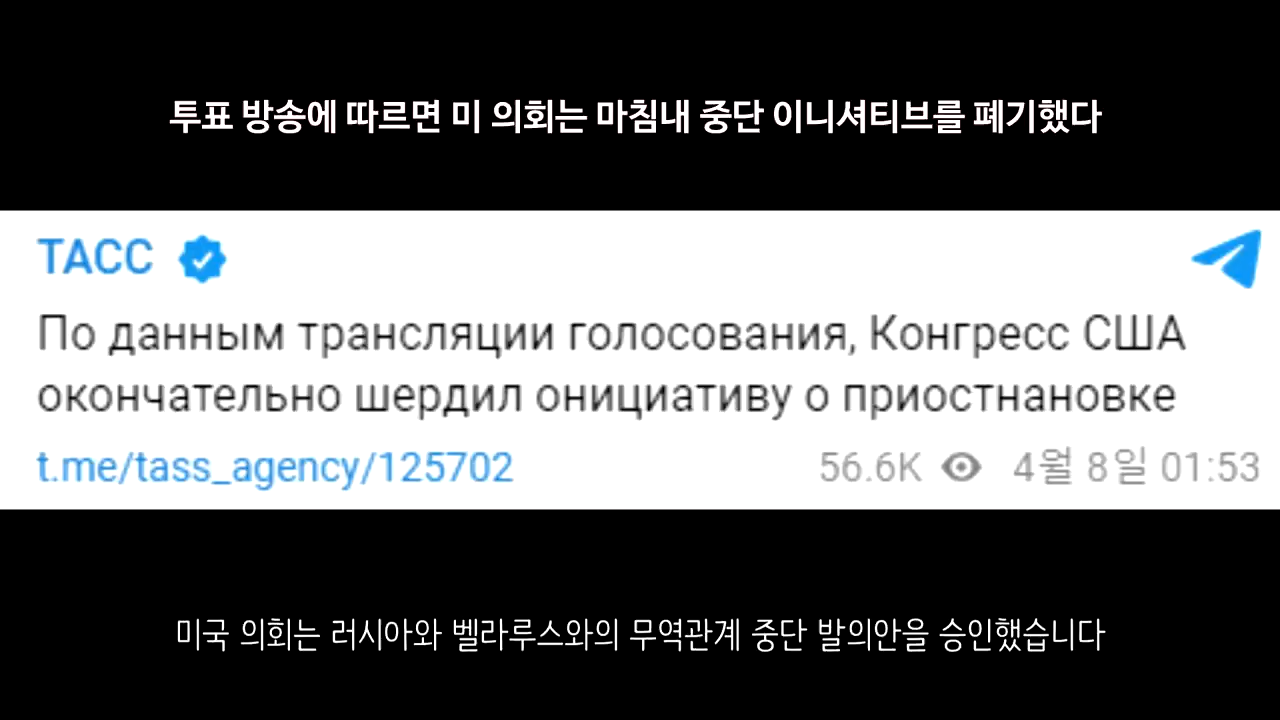 투표 방송에 따르면 미 의회는 마침내 중단 이니셔티브를 폐기했다
ТАСС
По данным трансляции голосования, Конгресс США
окончательно шердил онициативу о приостнановке
t.me/tass_agency/125702 56.6K 4월 8일 01:53
미국 의회는 러시아와 벨라루스와의 무역관계 중단 발의안을 승인했습니다